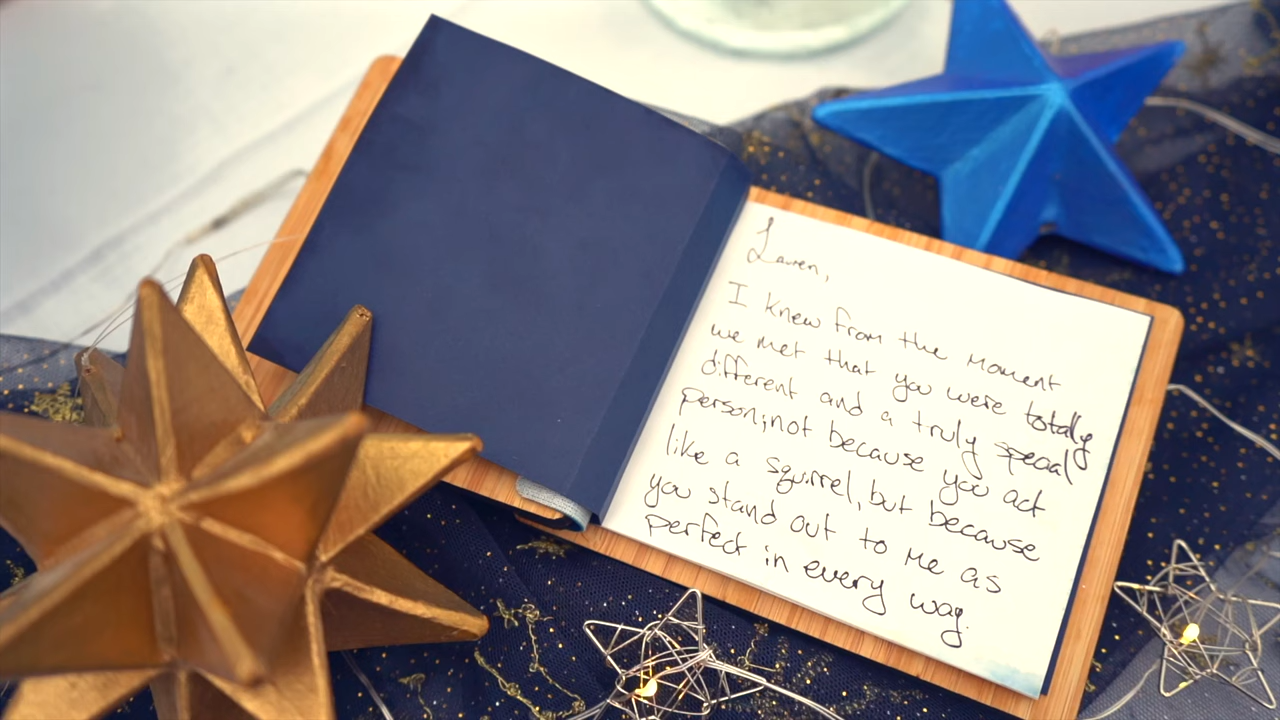 Lauren,
I knew from the moment
we met that you were totally
different and a truly special
person; not because you act
like a squirrel, but because
you stand out to me as
perfect in every way.